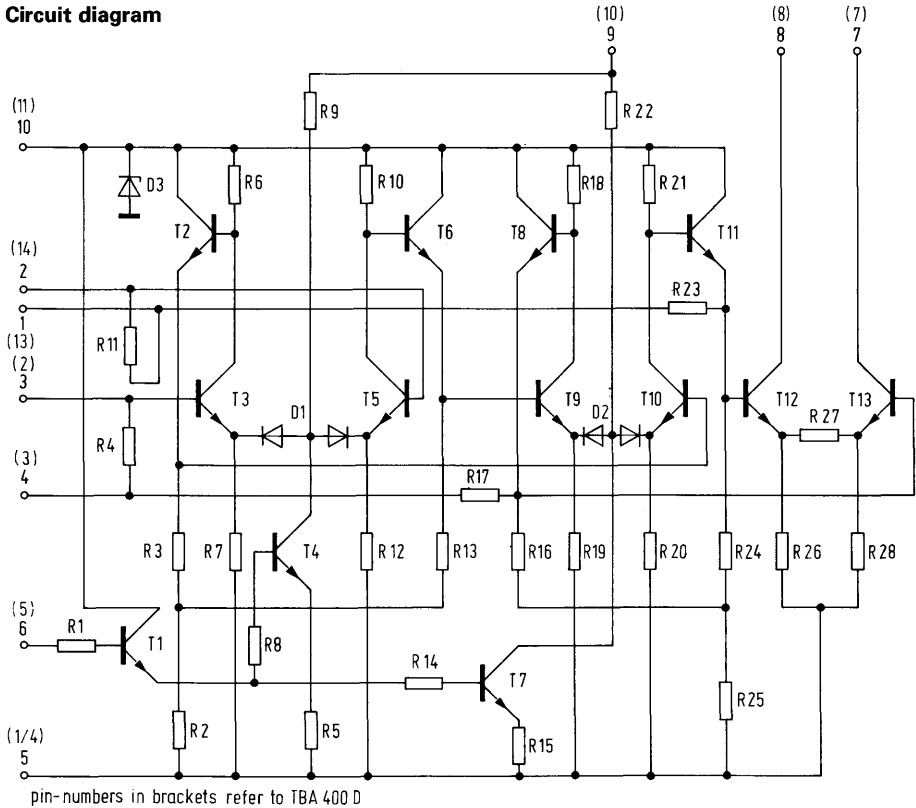 Circuit diagram
(10)
9
(8)
8
(7)
7
R9
R22
(11)
10
D3
R6
R10
R18
R21
T2
T6
T8
T11
(14)
2
R23
1
(13)
R11
(2)
3
T3
D1
T5
T9
D2
T10
T12
R27
T13
R4
(3)
4
R17
R3
R7
T4
R12
R13
R16
R19
R20
R24
R26
R28
(5)
6
R1
T1
R8
R14
T7
R25
R2
R5
R15
(1/4)
5
pin-numbers in brackets refer to TBA 400 D